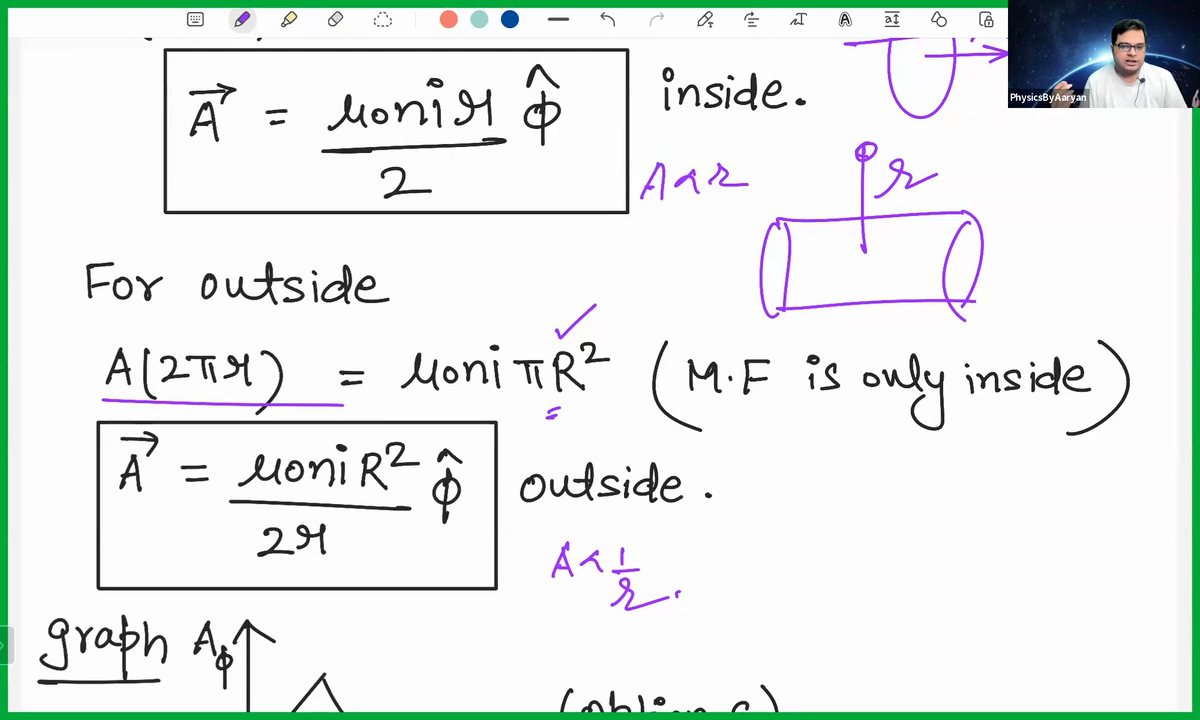 A⃗ = μ₀nir/2 φ̂ inside.
A ∝ r
r
For outside
A(2πr) = μ₀niπR² (M.F is only inside)
A⃗ = μ₀niR²/2r φ̂ outside.
A ∝ 1/r
graph Aφ
PhysicsByAaryan